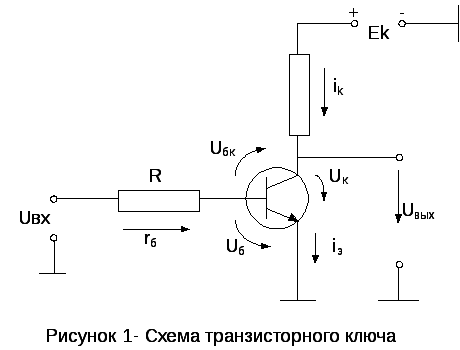 + -
Ek
iк
Uбк
R
Uк
Uвх
Uвых
rб
Uб
iэ
Рисунок 1- Схема транзисторного ключа